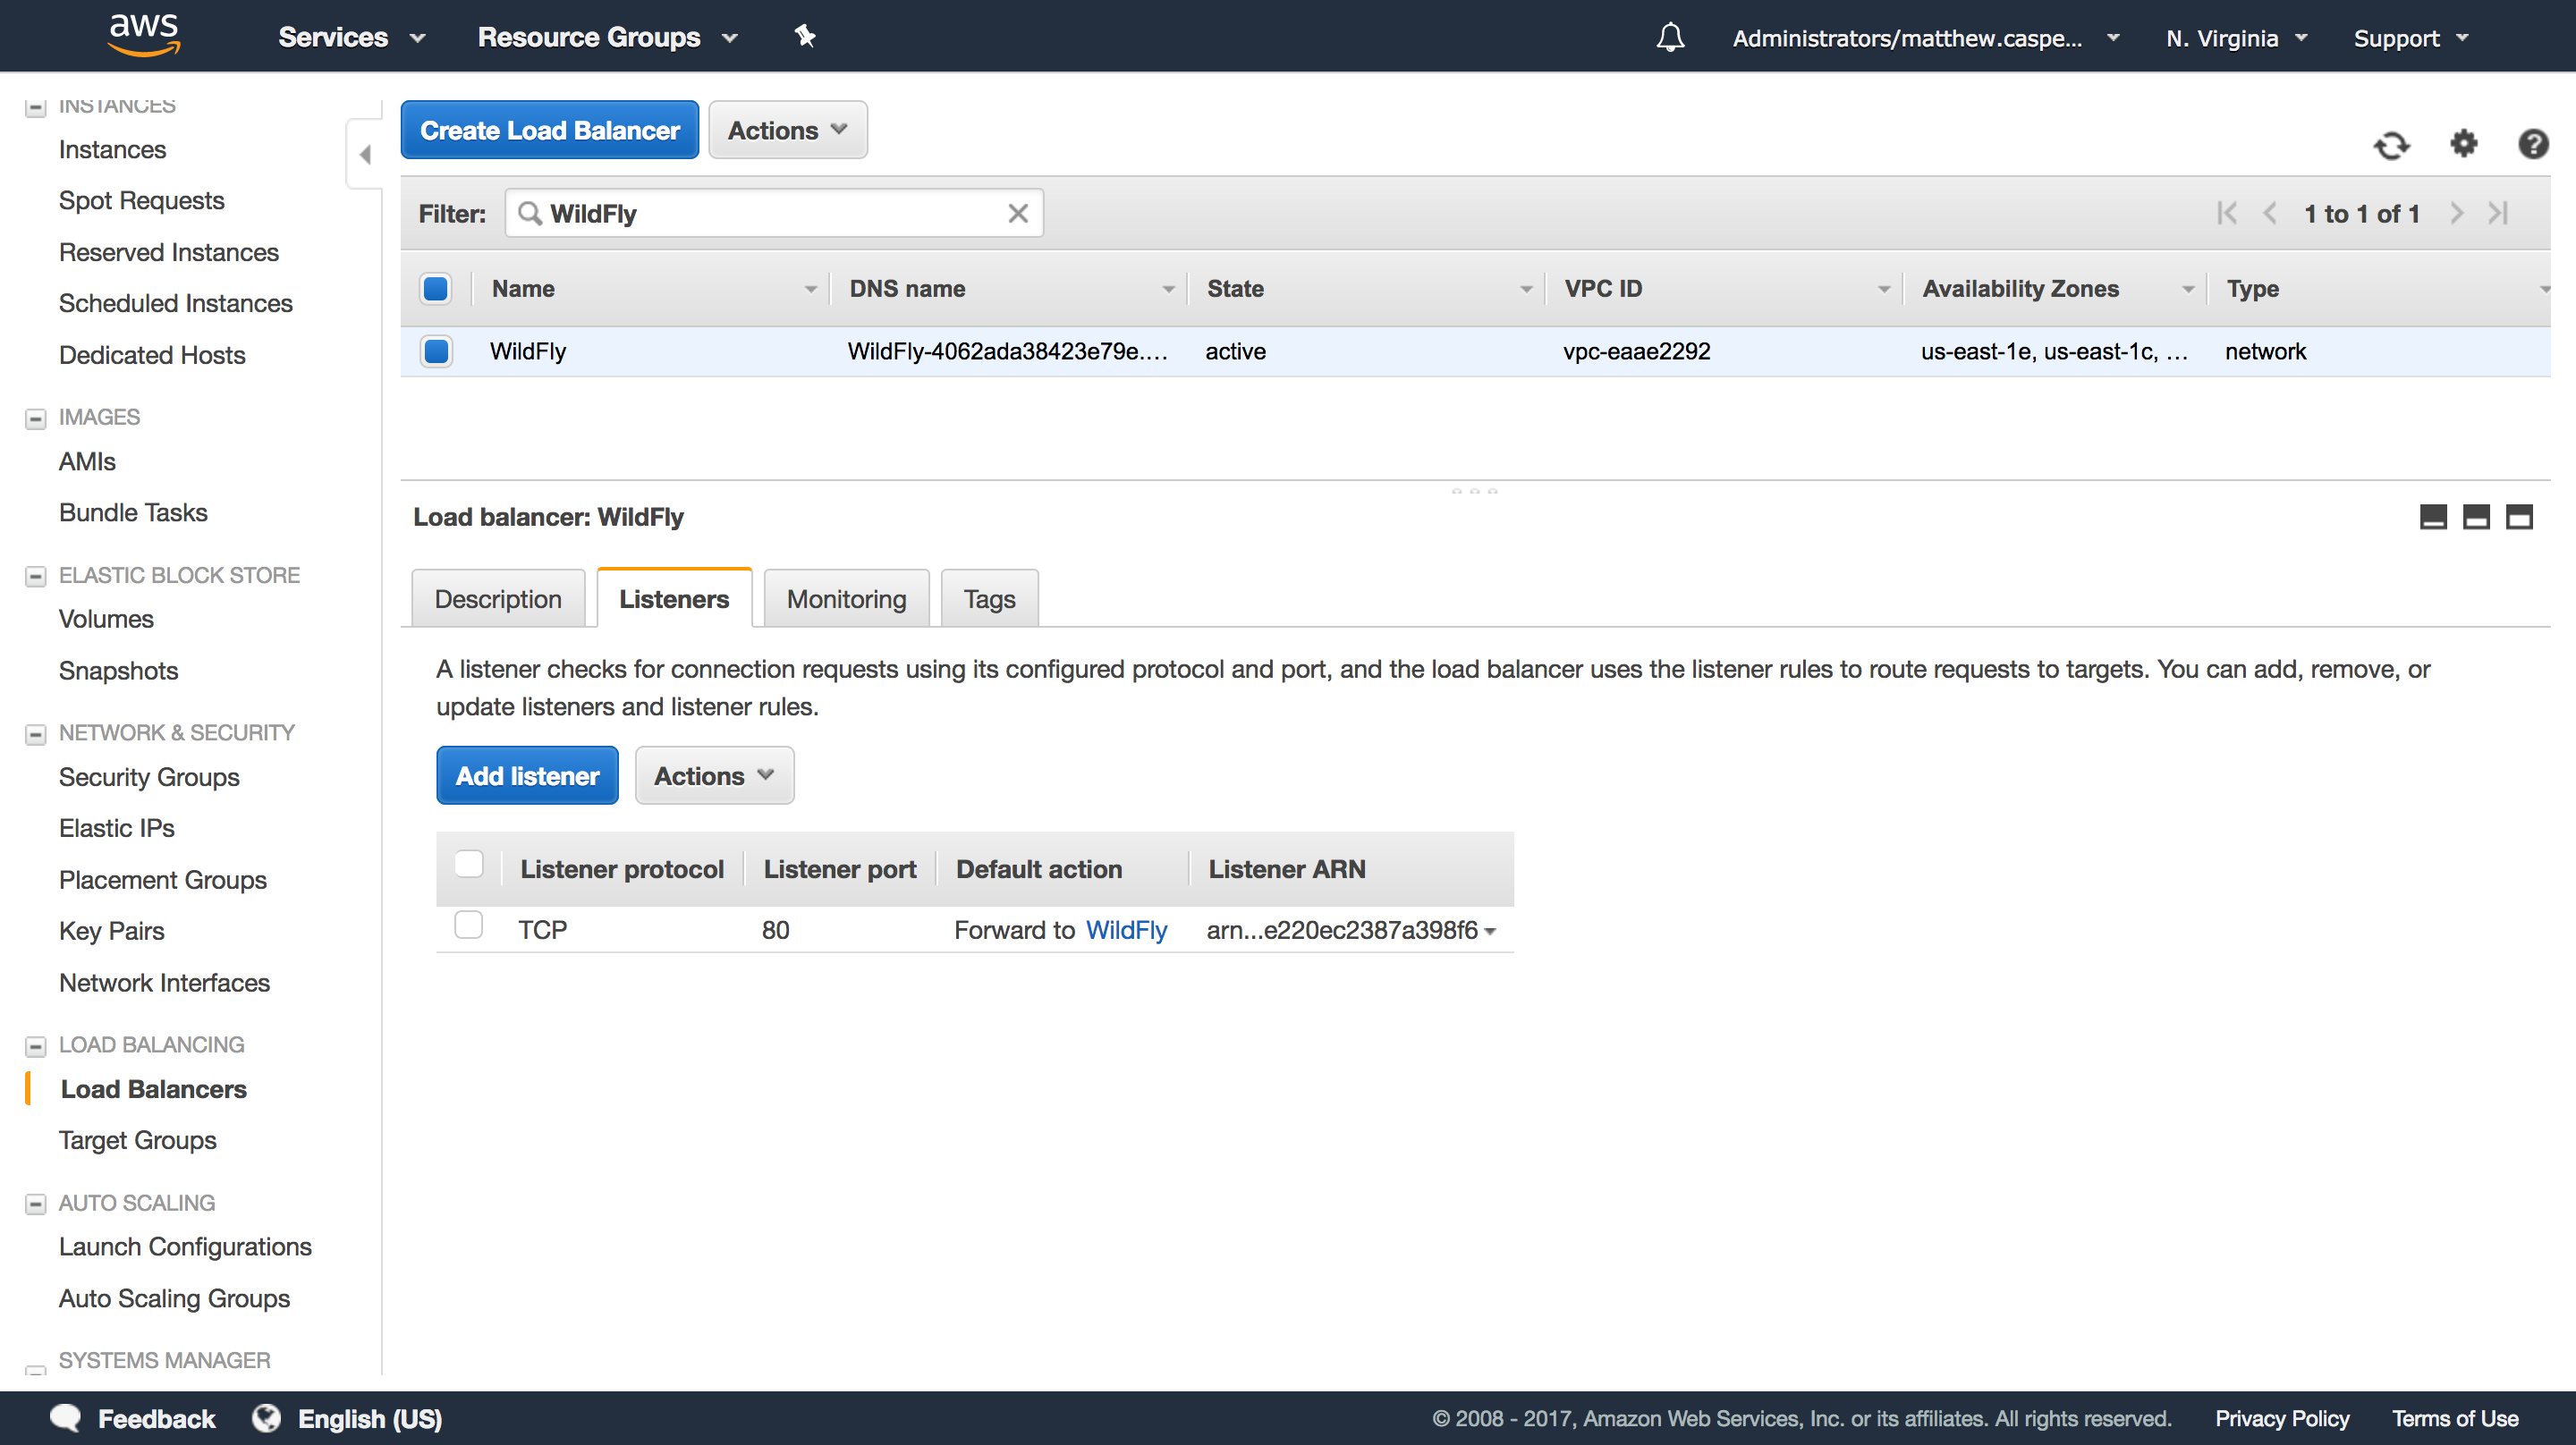 aws
Services
Resource Groups
Administrators/matthew.caspe...
N. Virginia
Support
INSTANCES
Instances
Spot Requests
Reserved Instances
Scheduled Instances
Dedicated Hosts
IMAGES
AMIs
Bundle Tasks
ELASTIC BLOCK STORE
Volumes
Snapshots
NETWORK & SECURITY
Security Groups
Elastic IPs
Placement Groups
Key Pairs
Network Interfaces
LOAD BALANCING
Load Balancers
Target Groups
AUTO SCALING
Launch Configurations
Auto Scaling Groups
SYSTEMS MANAGER
Create Load Balancer
Actions
Filter: WildFly
1 to 1 of 1
Name DNS name State VPC ID Availability Zones Type
WildFly WildFly-4062ada38423e79e.... active vpc-eaae2292 us-east-1e, us-east-1c, ... network
Load balancer: WildFly
Description Listeners Monitoring Tags
A listener checks for connection requests using its configured protocol and port, and the load balancer uses the listener rules to route requests to targets. You can add, remove, or
update listeners and listener rules.
Add listener
Actions
Listener protocol Listener port Default action Listener ARN
TCP 80 Forward to WildFly arn...e220ec2387a398f6
Feedback
English (US)
© 2008 - 2017, Amazon Web Services, Inc. or its affiliates. All rights reserved.
Privacy Policy
Terms of Use